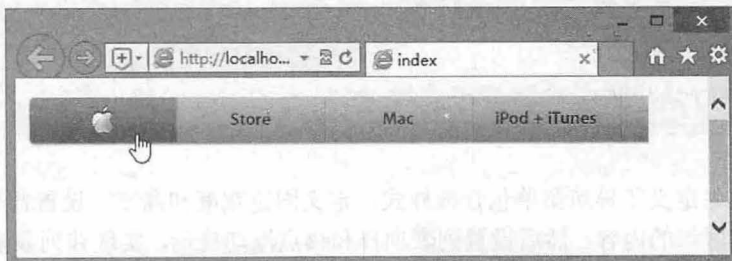 http://localho...
index
Store
Mac
iPod + iTunes